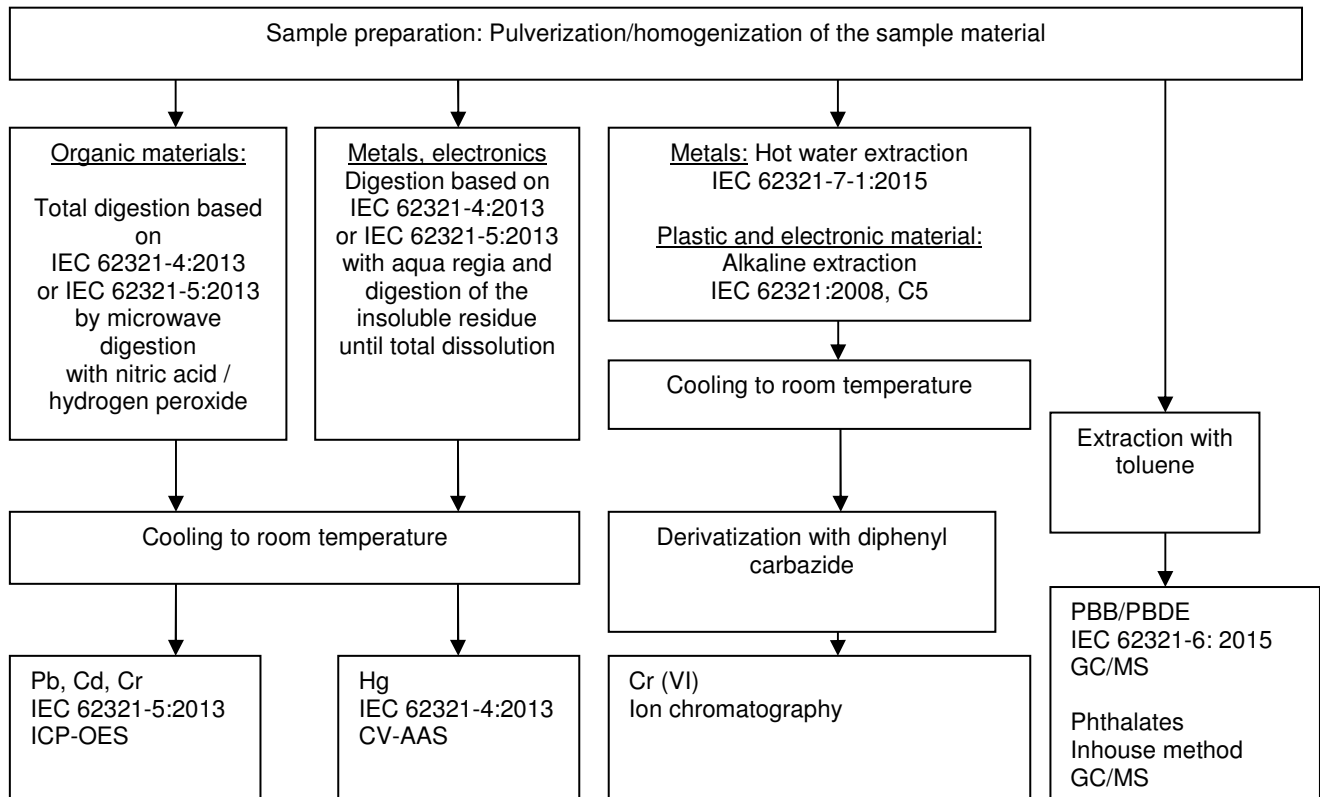 Sample preparation: Pulverization/homogenization of the sample material
Organic materials:
Total digestion based
on
IEC 62321-4:2013
or IEC 62321-5:2013
by microwave
digestion
with nitric acid /
hydrogen peroxide
Metals, electronics
Digestion based on
IEC 62321-4:2013
or IEC 62321-5:2013
with aqua regia and
digestion of the
insoluble residue
until total dissolution
Metals: Hot water extraction
IEC 62321-7-1:2015
Plastic and electronic material:
Alkaline extraction
IEC 62321:2008, C5
Cooling to room temperature
Extraction with
toluene
Cooling to room temperature
Derivatization with diphenyl
carbazide
Pb, Cd, Cr
IEC 62321-5:2013
ICP-OES
Hg
IEC 62321-4:2013
CV-AAS
Cr (VI)
Ion chromatography
PBB/PBDE
IEC 62321-6: 2015
GC/MS
Phthalates
Inhouse method
GC/MS